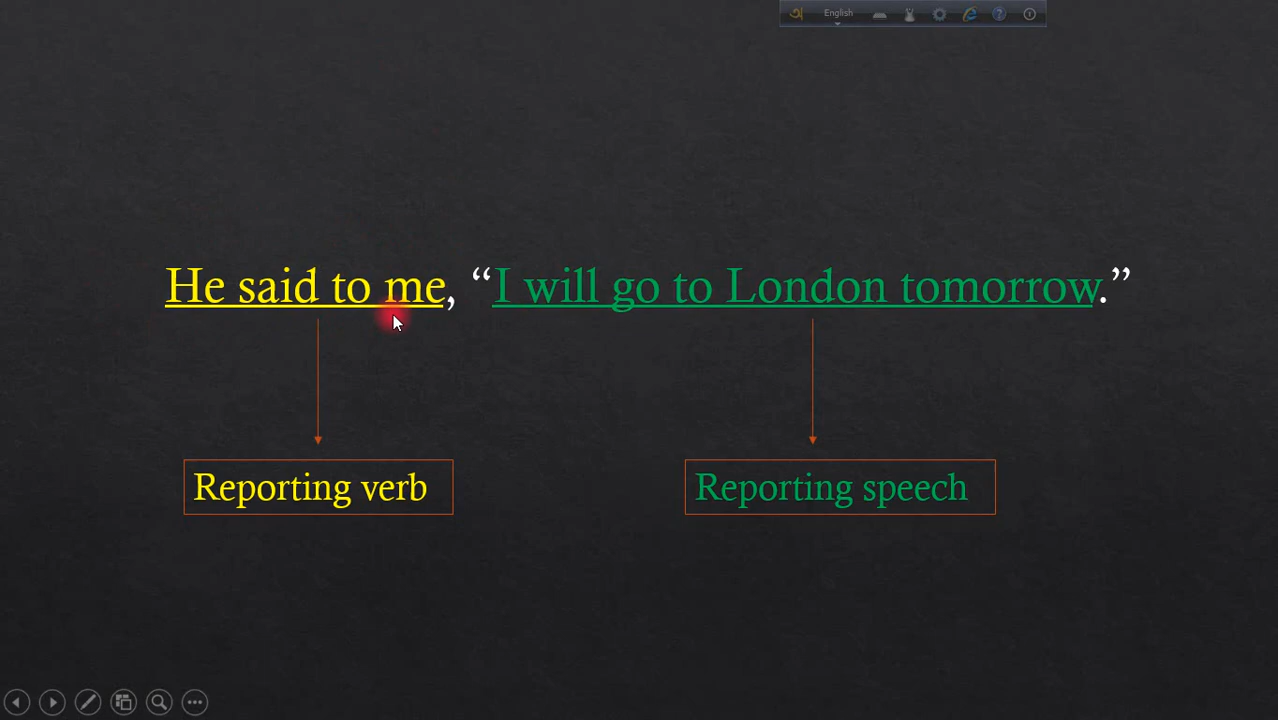 English
He said to me, “I will go to London tomorrow.”
Reporting verb
Reporting speech